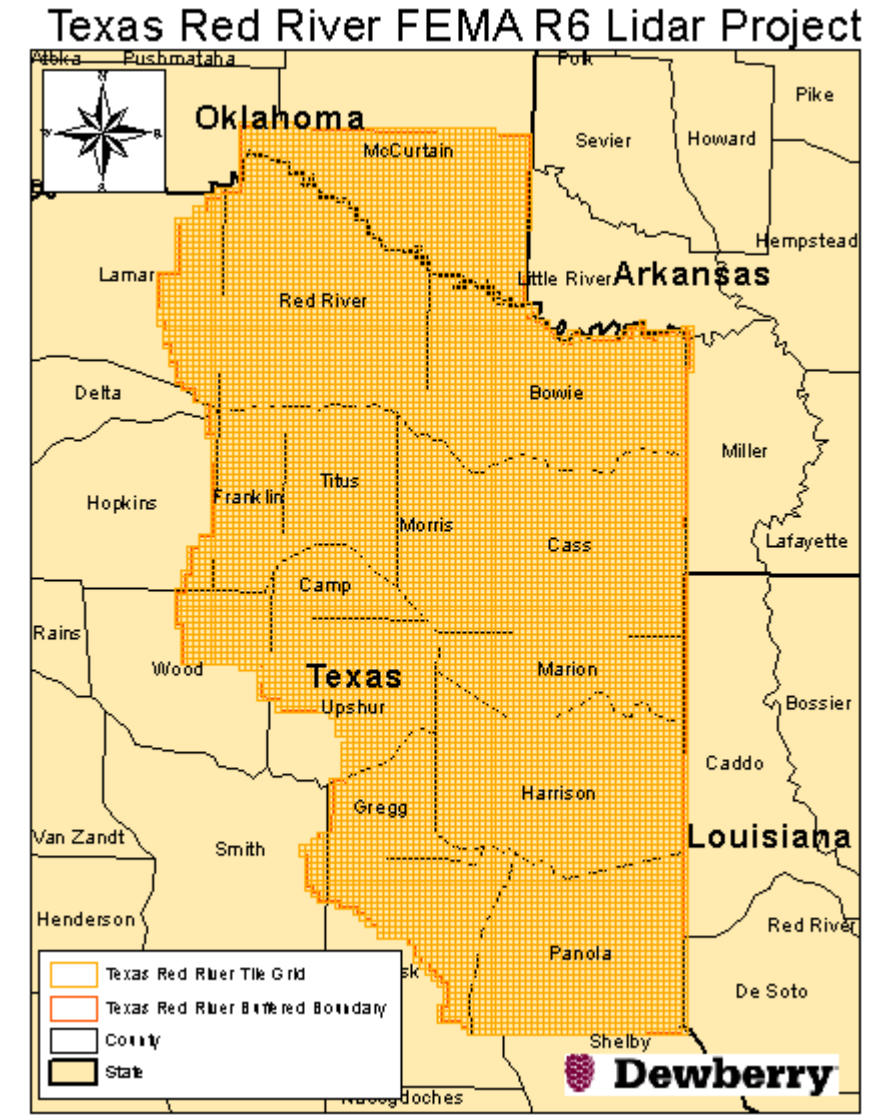 Texas Red River FEMA R6 Lidar Project
Pushmataha
Polk
Pike
Oklahoma
McCurtain
Sevier
Howard
Hempstead
Lamar
Little River
Arkansas
Red River
Delta
Bowie
Miller
Titus
Franklin
Hopkins
Morris
Cass
Lafayette
Camp
Rains
Wood
Texas
Marion
Upshur
Bossier
Caddo
Gregg
Harrison
Van Zandt
Smith
Louisiana
Henderson
Red River
Panola
Texas Red River Tile Grid
sk
De Soto
Texas Red River Buffered Boundary
County
Shelby
State
Dewberry